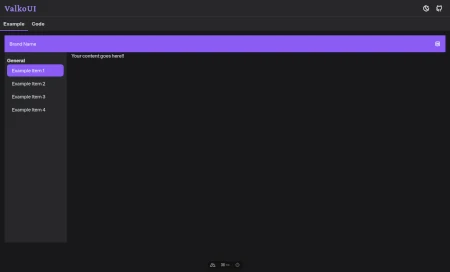 ValkoUI
Example Code
Brand Name
Your content goes here!!
General
Example Item 1
Example Item 2
Example Item 3
Example Item 4